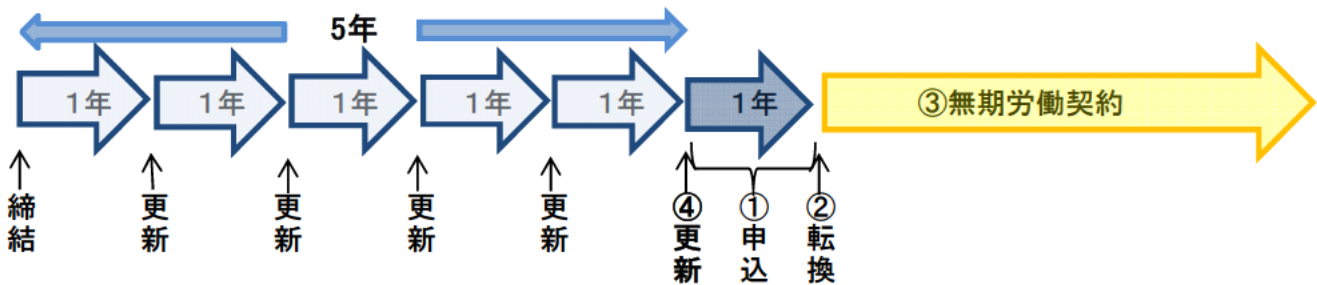 5年
1年 1年 1年 1年 1年 1年 ③無期労働契約
締結
更新
更新
更新
更新
④更新
①申込
②転換